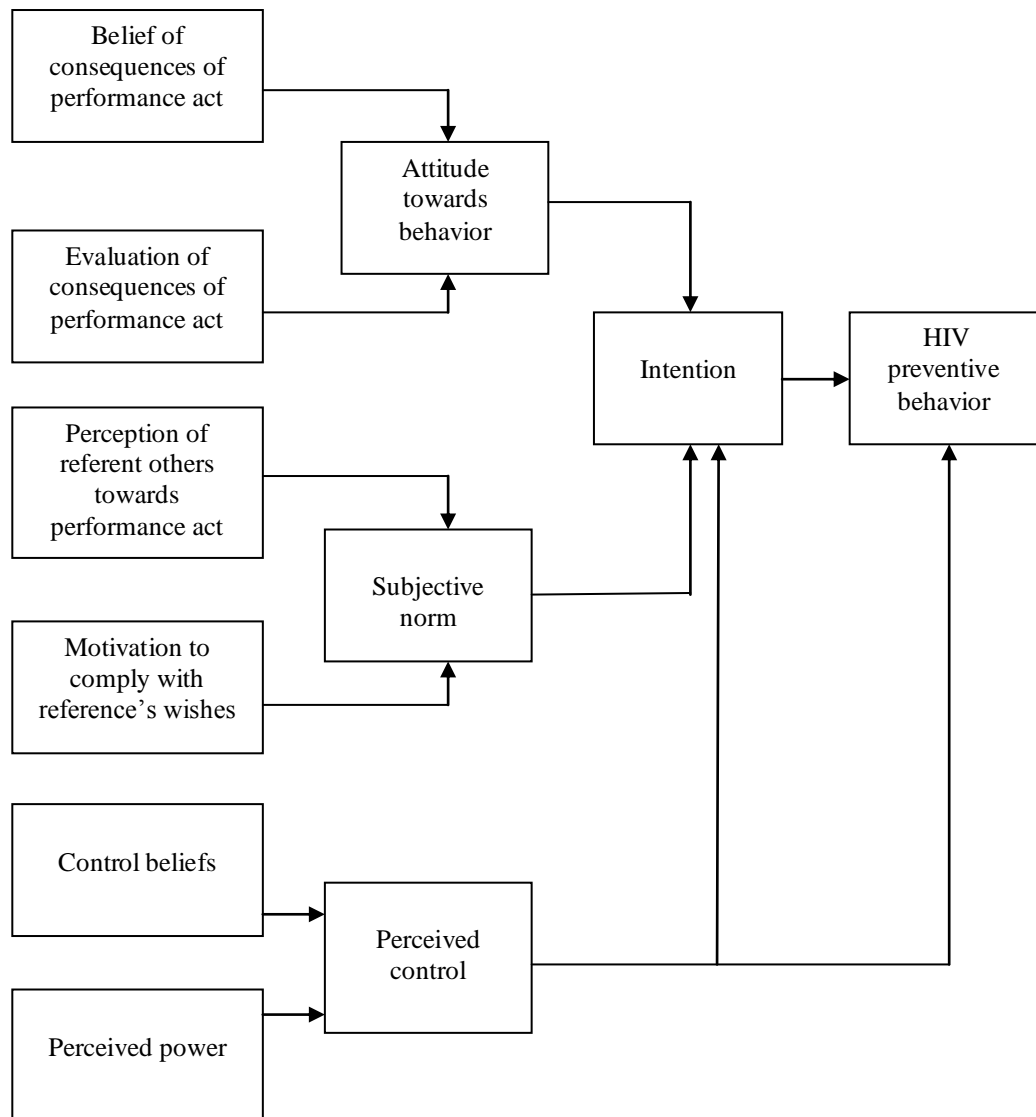 Belief of
consequences of
performance act
Attitude
towards
behavior
Evaluation of
consequences of
performance act
Intention
HIV
preventive
behavior
Perception of
referent others
towards
performance act
Subjective
norm
Motivation to
comply with
reference’s wishes
Control beliefs
Perceived
control
Perceived power